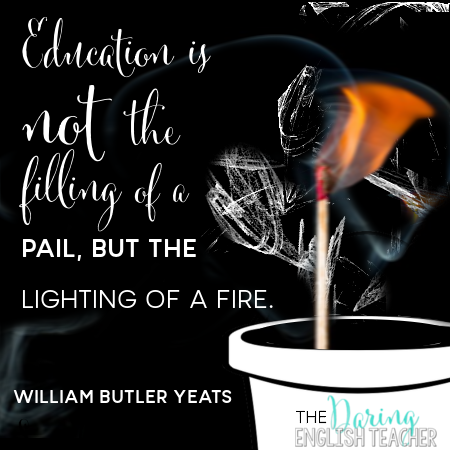 Education is
not the
filling of a
PAIL, BUT THE
LIGHTING OF A FIRE.
WILLIAM BUTLER YEATS
THE Daring
ENGLISH TEACHER